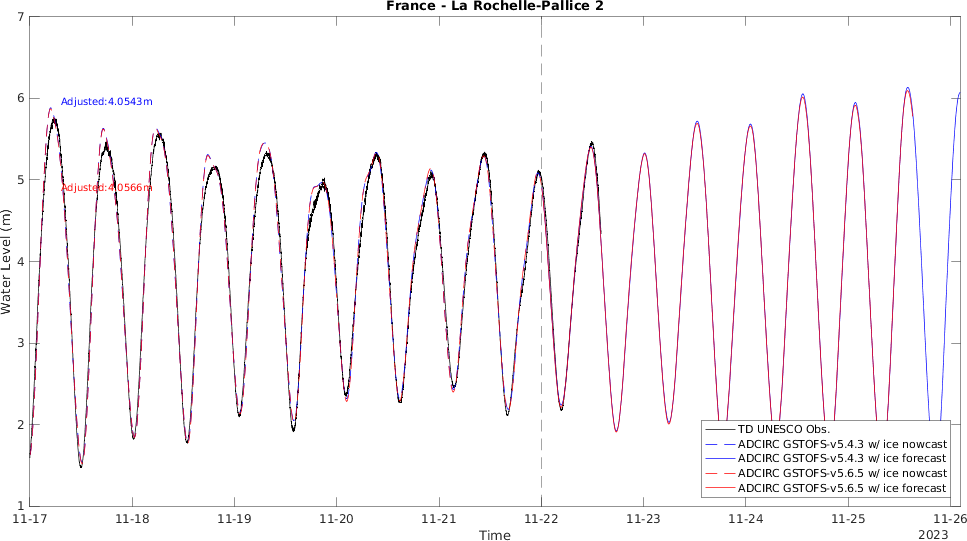 France - La Rochelle-Pallice 2
7
6
5
4
3
2
1
Water Level (m)
Adjusted:4.0543m
Adjusted:4.0566m
TD UNESCO Obs.
ADCIRC GSTOFS-v5.4.3 w/ ice nowcast
ADCIRC GSTOFS-v5.4.3 w/ ice forecast
ADCIRC GSTOFS-v5.6.5 w/ ice nowcast
ADCIRC GSTOFS-v5.6.5 w/ ice forecast
11-17 11-18 11-19 11-20 11-21 11-22 11-23 11-24 11-25 11-26
Time
2023